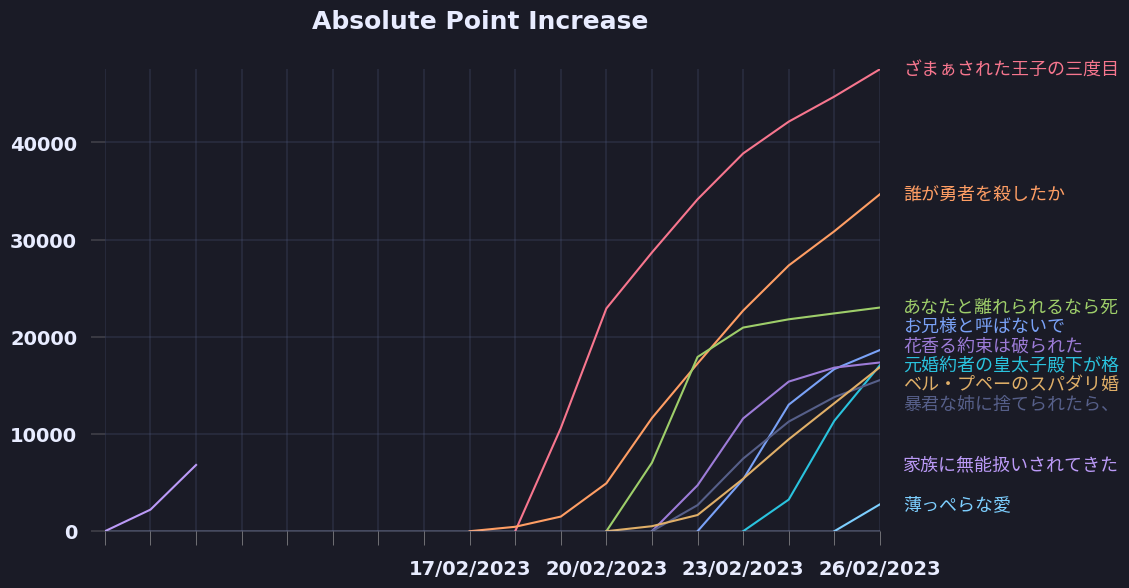 Absolute Point Increase
ざまぁされた王子の三度目
40000
誰が勇者を殺したか
30000
あなたと離れられるなら死
お兄様と呼ばないで
20000
花香る約束は破られた
元婚約者の皇太子殿下が格
ベル・プペーのスパダリ婚
暴君な姉に捨てられたら、
10000
家族に無能扱いされてきた
薄っぺらな愛
0
17/02/2023 20/02/2023 23/02/2023 26/02/2023